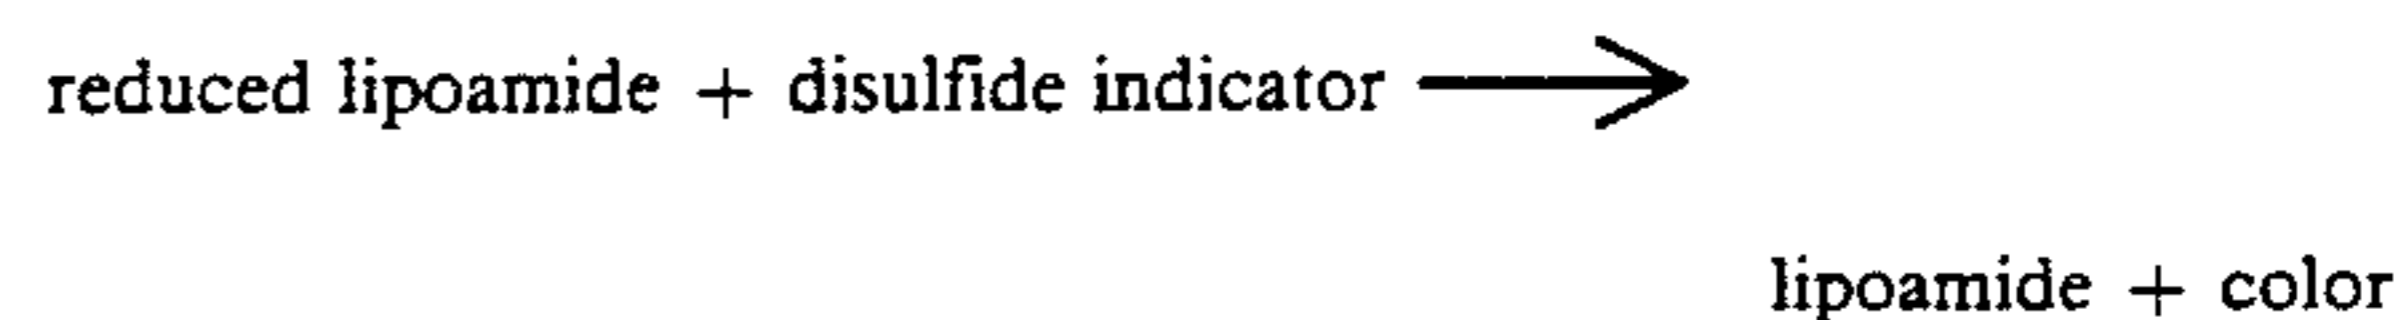 reduced lipoamide + disulfide indicator ⟶
lipoamide + color